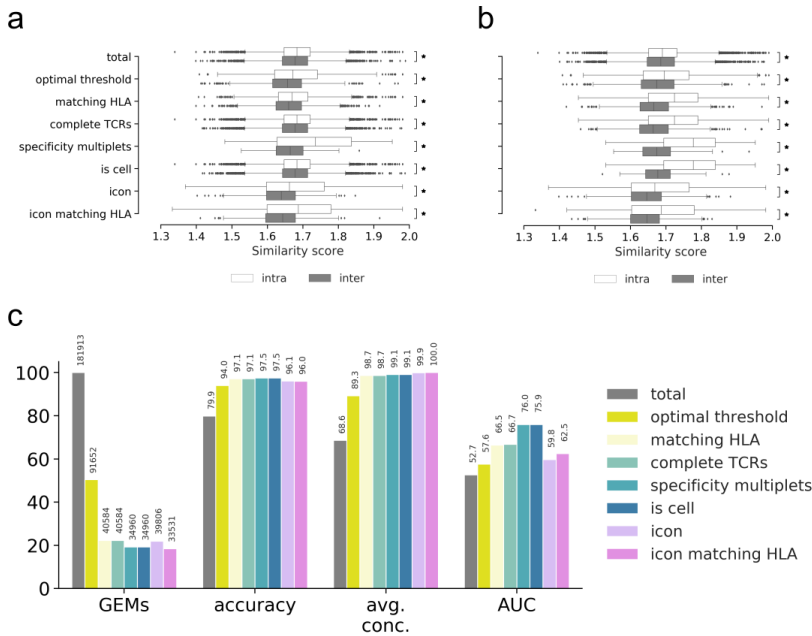 a
total
optimal threshold
matching HLA
complete TCRs
specificity multiplets
is cell
icon
icon matching HLA
1.3 1.4 1.5 1.6 1.7 1.8 1.9 2.0
Similarity score
intra inter
b
1.3 1.4 1.5 1.6 1.7 1.8 1.9 2.0
Similarity score
intra inter
c
100
80
60
40
20
0
181913
91652
40584
40584
34960
34960
39806
33531
79.9
94.0
97.1
97.1
97.5
97.5
96.1
96.0
68.6
89.3
98.7
98.7
99.1
99.1
99.9
100.0
52.7
57.6
66.5
66.7
76.0
75.9
59.8
62.5
GEMs
accuracy
avg.
conc.
AUC
total
optimal threshold
matching HLA
complete TCRs
specificity multiplets
is cell
icon
icon matching HLA